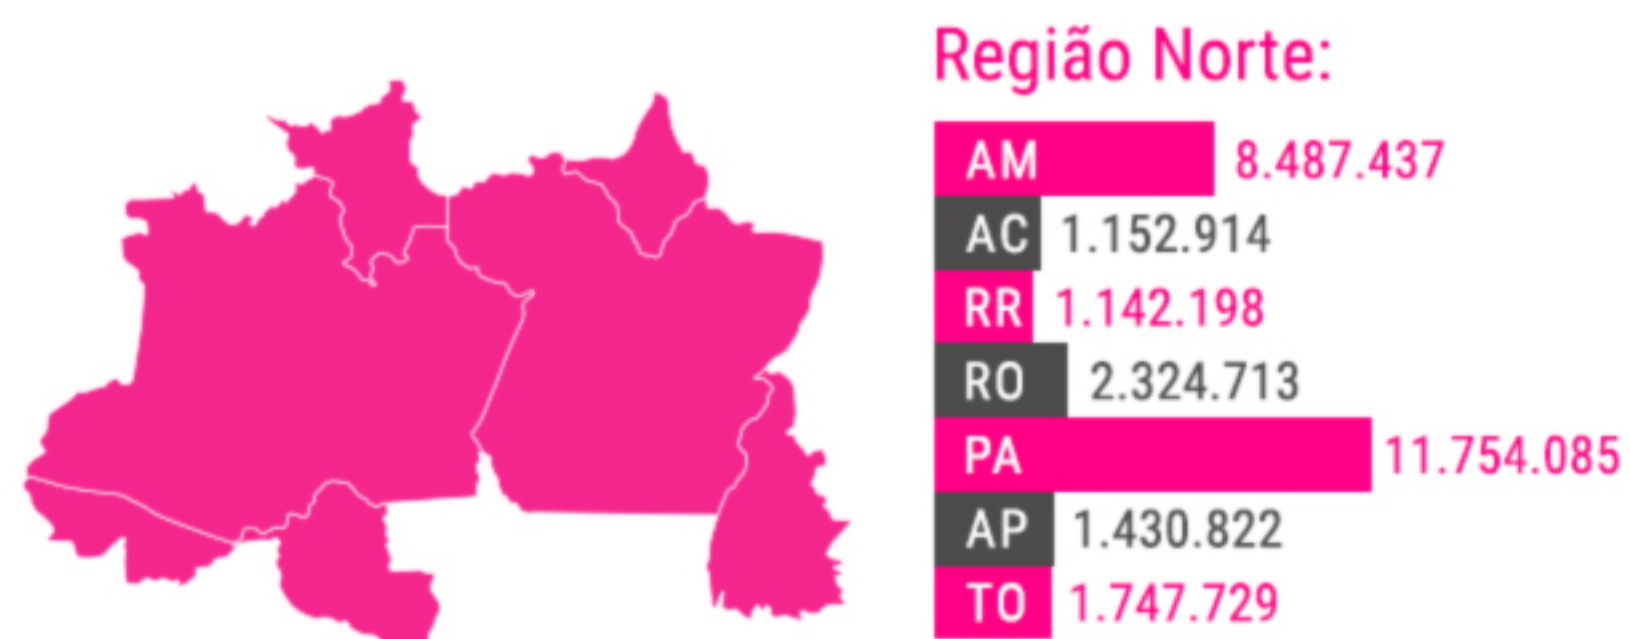 Região Norte:
AM 8.487.437
AC 1.152.914
RR 1.142.198
RO 2.324.713
PA 11.754.085
AP 1.430.822
TO 1.747.729